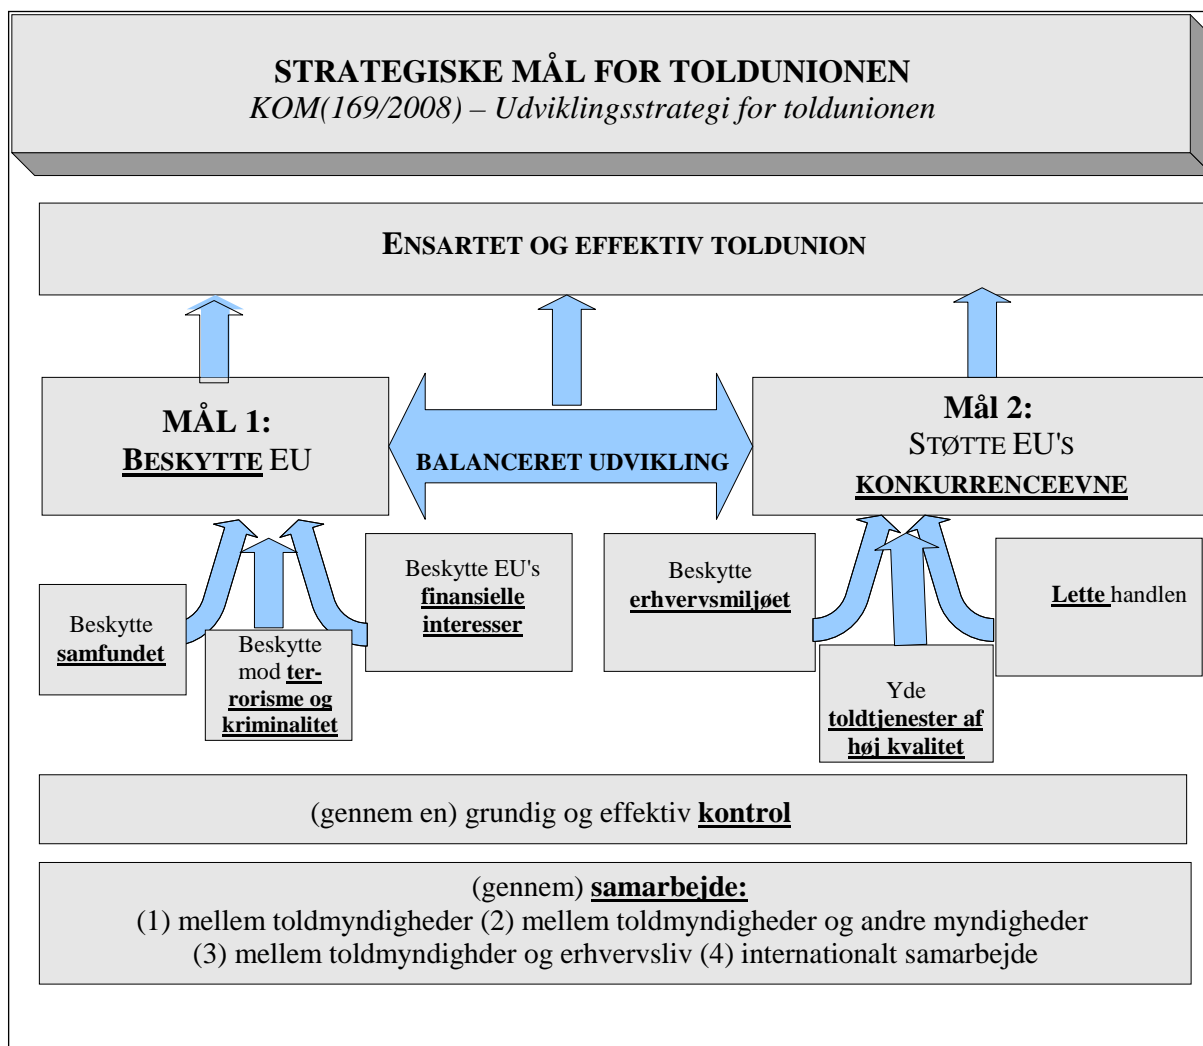 STRATEGISKE MÅL FOR TOLDUNIONEN
KOM(169/2008) – Udviklingsstrategi for toldunionen
ENSARTET OG EFFEKTIV TOLDUNION
MÅL 1:
BESKYTTE EU
BALANCERET UDVIKLING
Mål 2:
STØTTE EU'S
KONKURRENCEEVNE
Beskytte
samfundet
Beskytte
mod ter-
rorisme og
kriminalitet
Beskytte EU's
finansielle
interesser
Beskytte
erhvervsmiljøet
Yde
toldtjenester af
høj kvalitet
Lette handlen
(gennem en) grundig og effektiv kontrol
(gennem) samarbejde:
(1) mellem toldmyndigheder (2) mellem toldmyndigheder og andre myndigheder
(3) mellem toldmyndighder og erhvervsliv (4) internationalt samarbejde